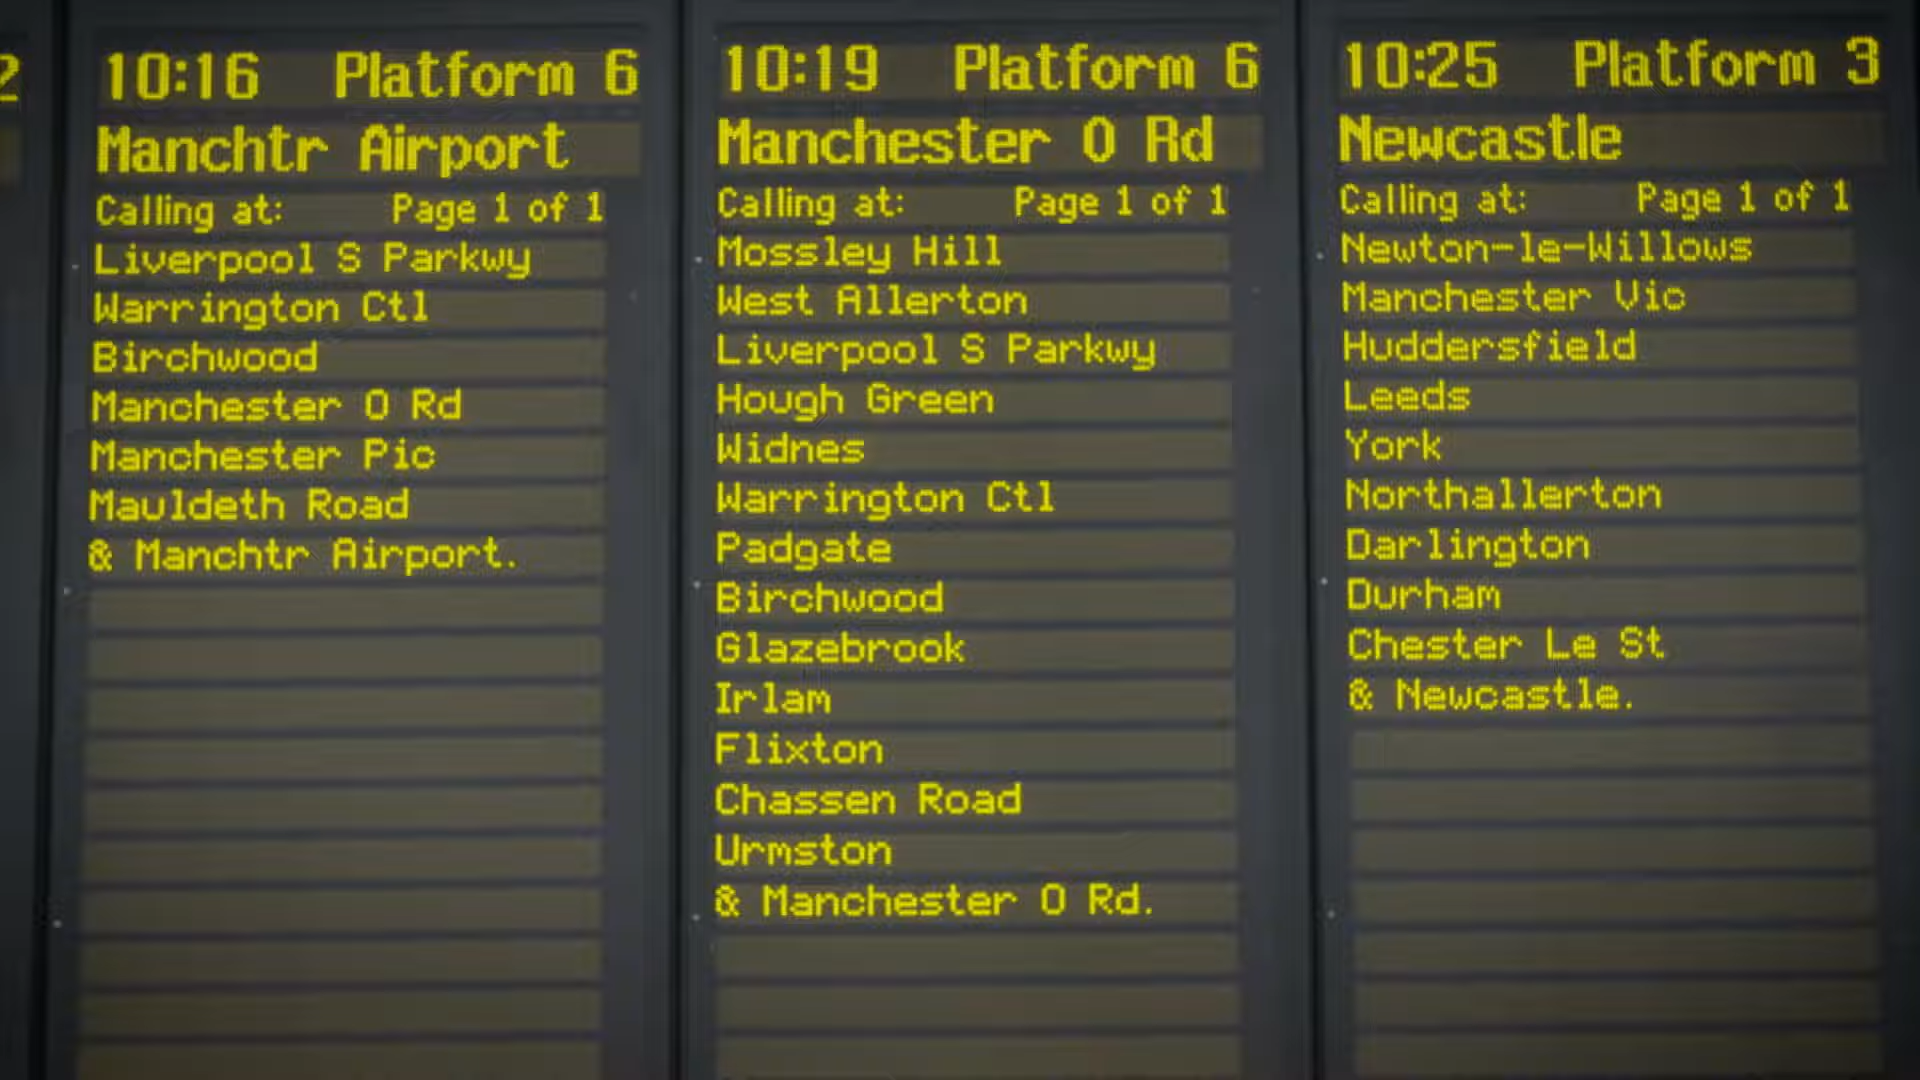 2
10:16 Platform 6
Manchtr Airport
Calling at: Page 1 of 1
Liverpool S Parkwy
Warrington Ctl
Birchwood
Manchester O Rd
Manchester Pic
Mauldeth Road
& Manchtr Airport.
10:19 Platform 6
Manchester O Rd
Calling at: Page 1 of 1
Mossley Hill
West Allerton
Liverpool S Parkwy
Hough Green
Widnes
Warrington Ctl
Padgate
Birchwood
Glazebrook
Irlam
Flixton
Chassen Road
Urmston
& Manchester O Rd.
10:25 Platform 3
Newcastle
Calling at: Page 1 of 1
Newton-le-Willows
Manchester Vic
Huddersfield
Leeds
York
Northallerton
Darlington
Durham
Chester Le St
& Newcastle.